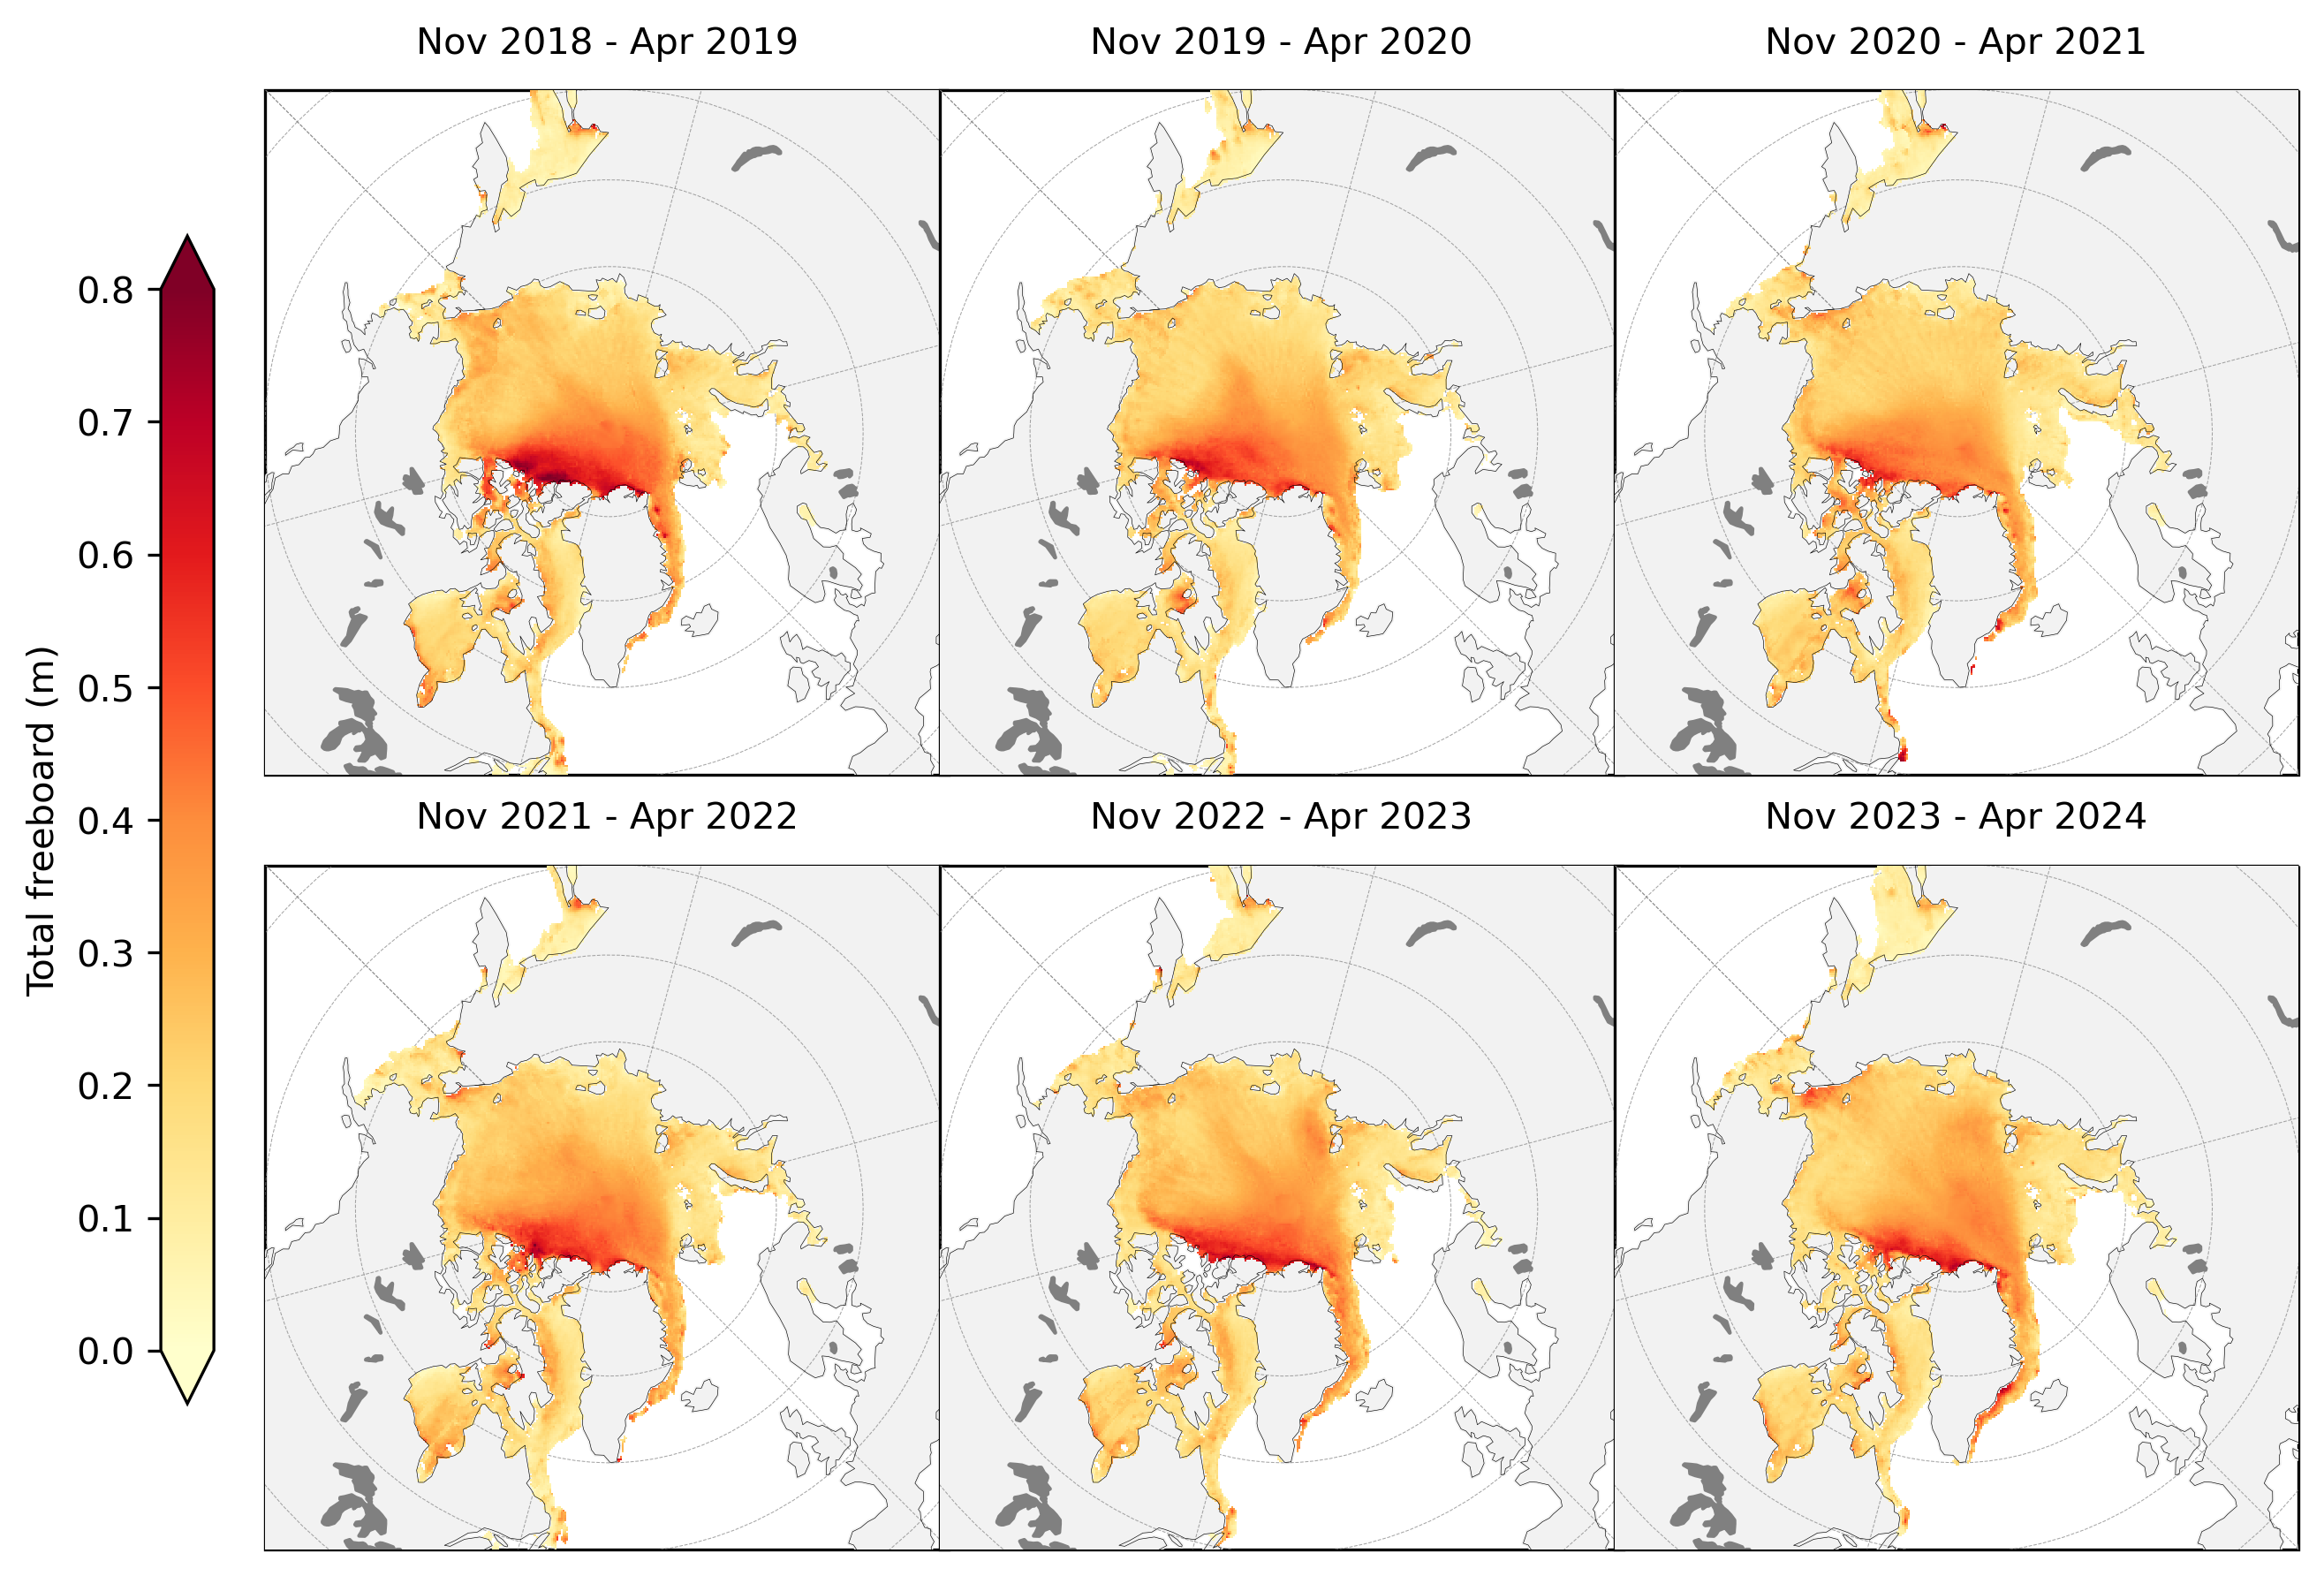 Nov 2018 - Apr 2019
Nov 2019 - Apr 2020
Nov 2020 - Apr 2021
0.8
0.7
0.6
0.5
0.4
0.3
0.2
0.1
0.0
Total freeboard (m)
Nov 2021 - Apr 2022
Nov 2022 - Apr 2023
Nov 2023 - Apr 2024